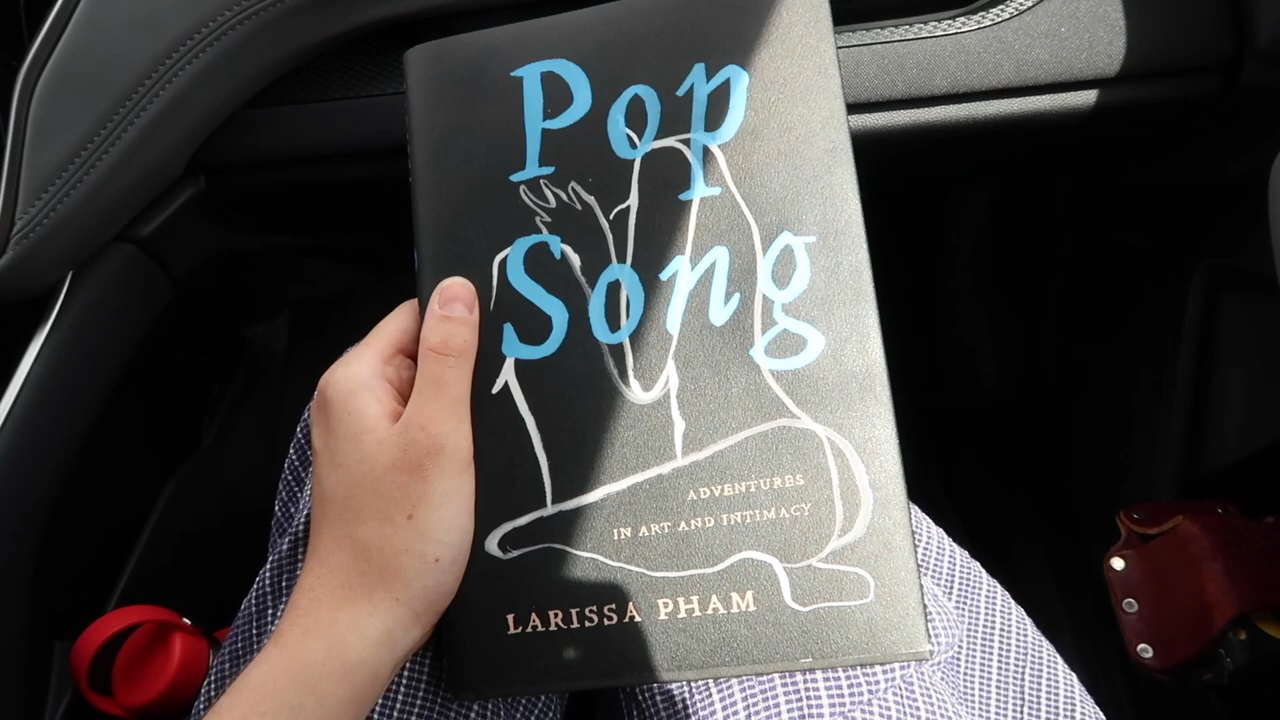 Pop
Song
ADVENTURES
IN ART AND INTIMACY
LARISSA PHAM